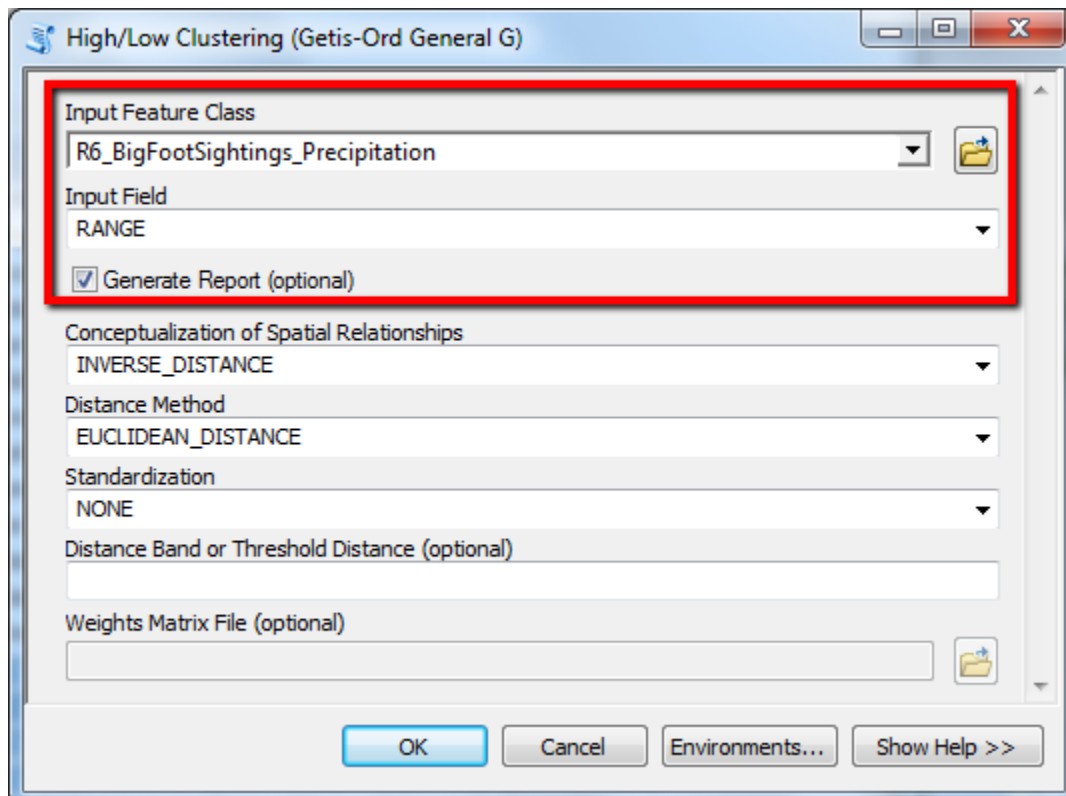 High/Low Clustering (Getis-Ord General G)
Input Feature Class
R6_BigFootSightings_Precipitation
Input Field
RANGE
Generate Report (optional)
Conceptualization of Spatial Relationships
INVERSE_DISTANCE
Distance Method
EUCLIDEAN_DISTANCE
Standardization
NONE
Distance Band or Threshold Distance (optional)
Weights Matrix File (optional)
OK
Cancel
Environments...
Show Help >>